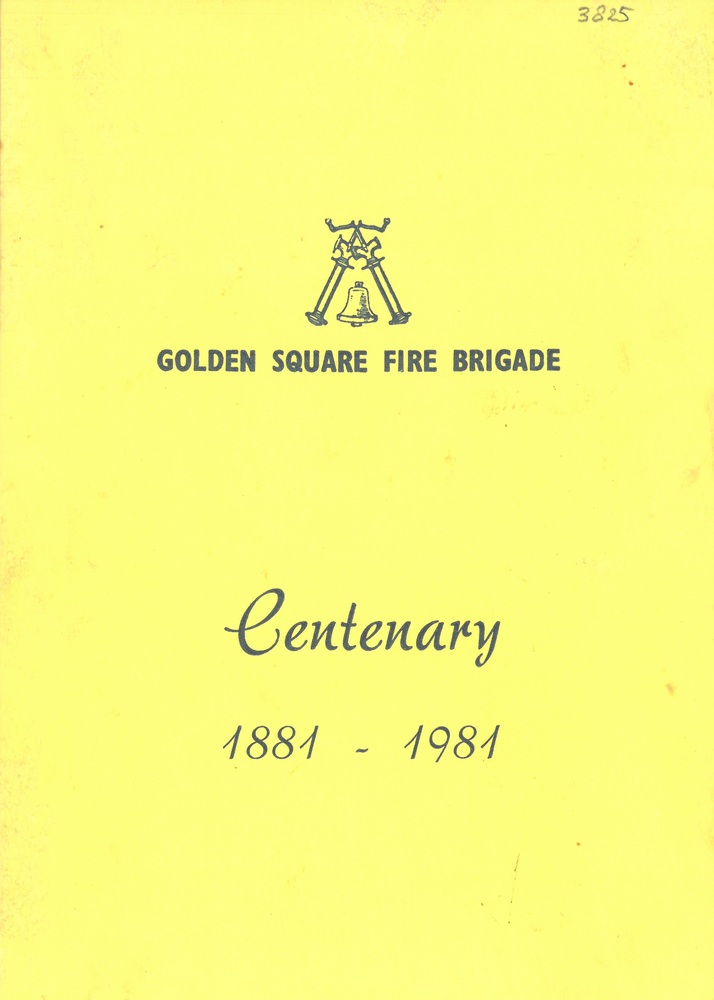 3825
GOLDEN SQUARE FIRE BRIGADE
Centenary
1881 - 1981